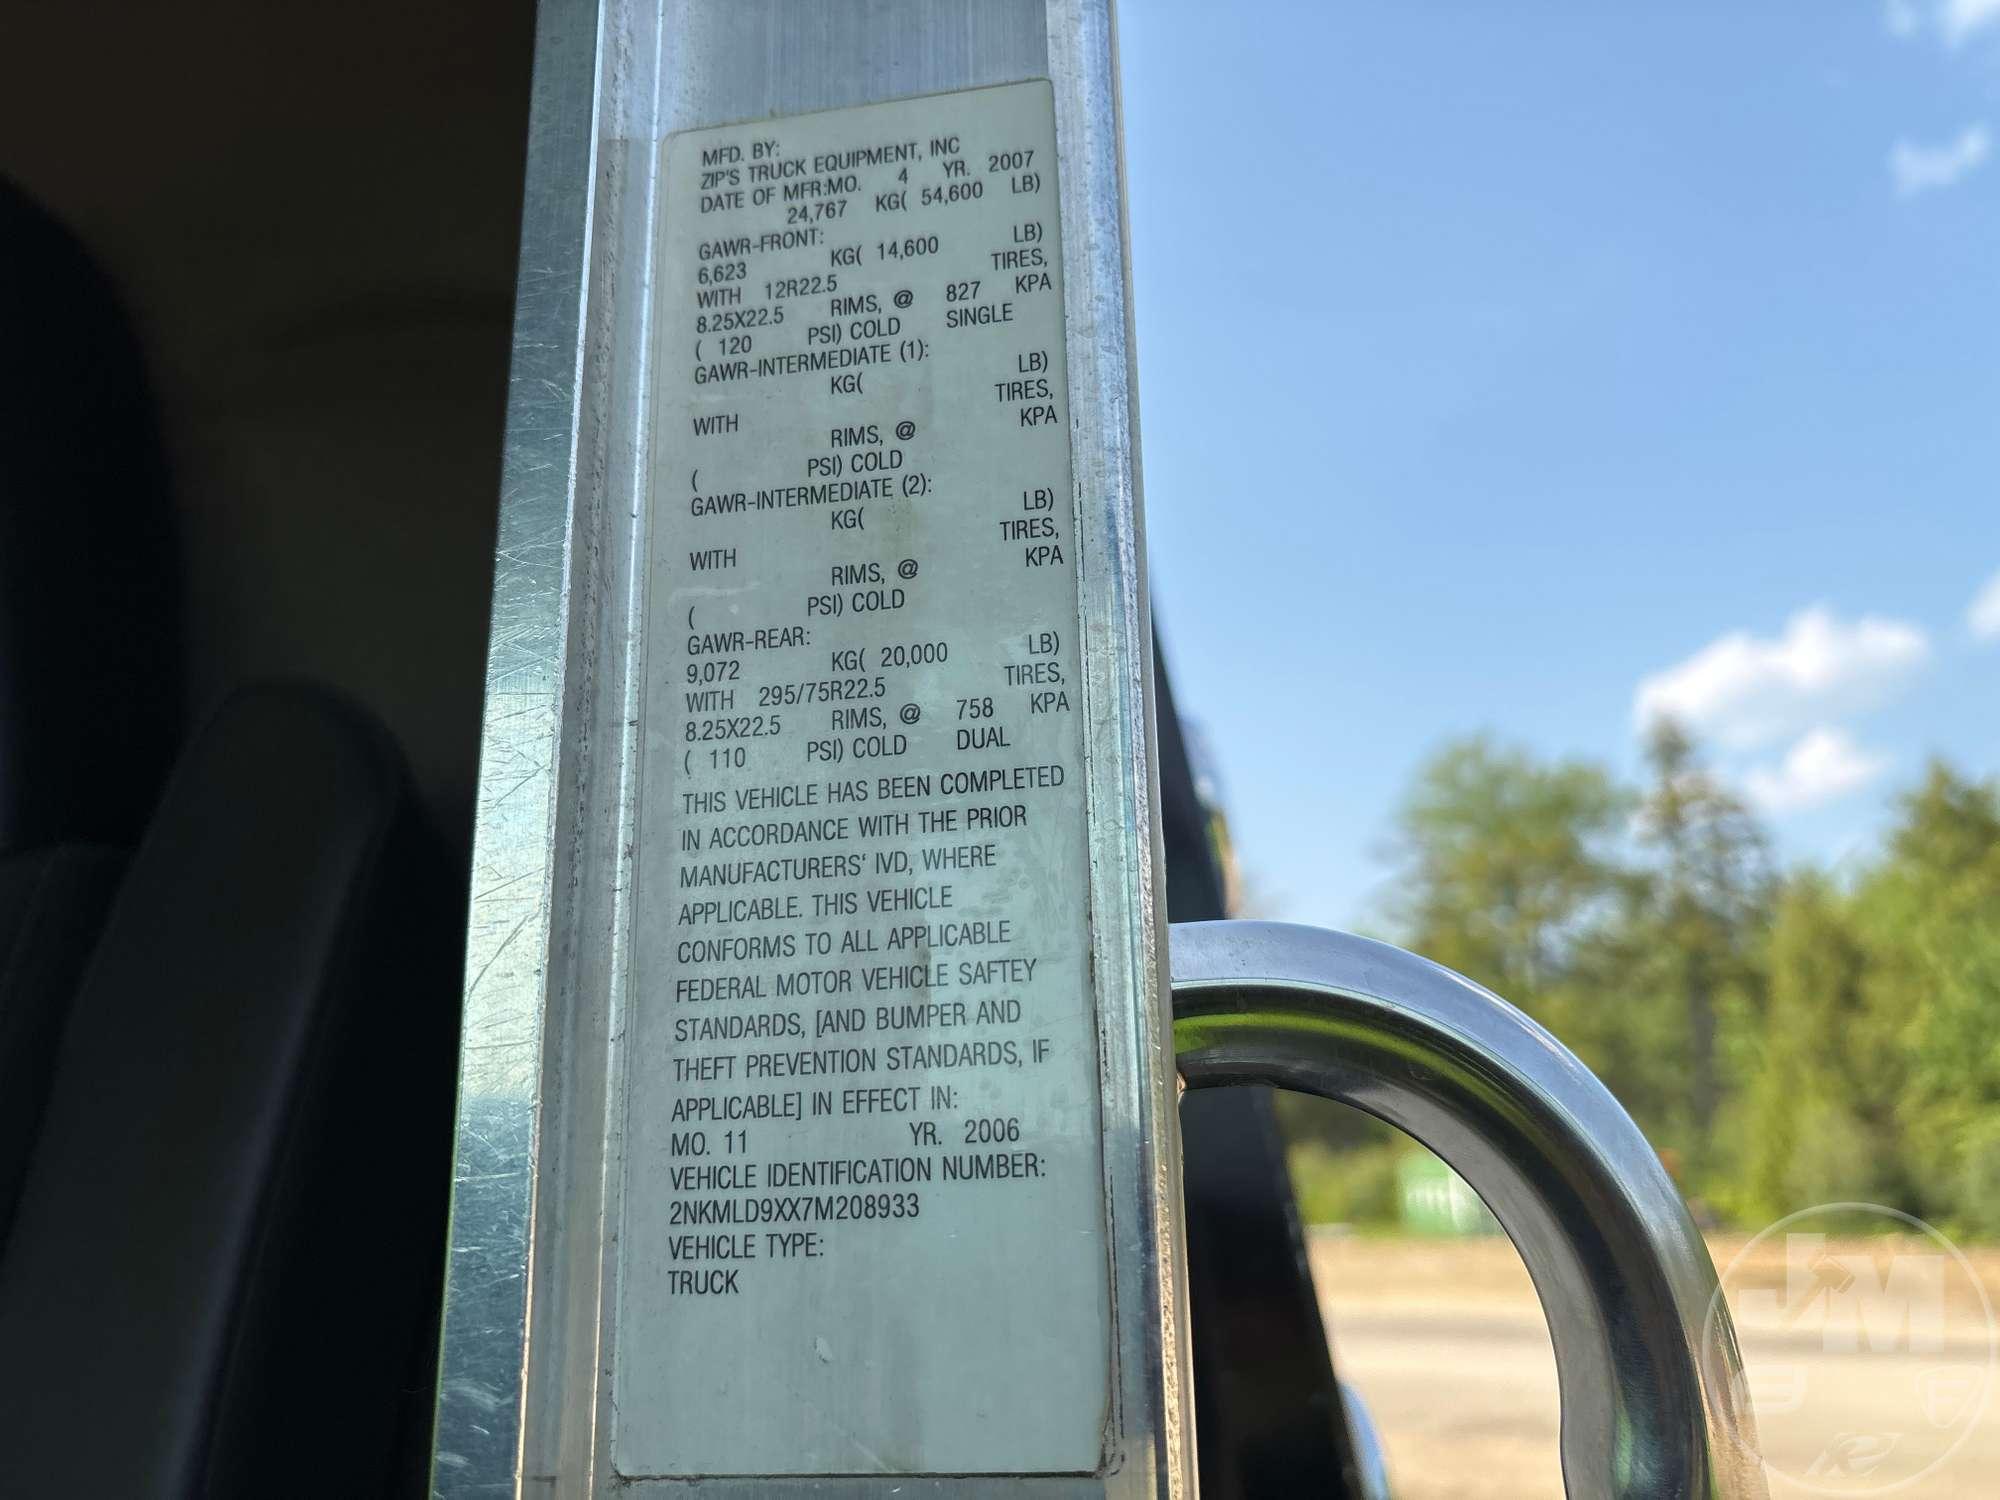 MFD. BY:
ZIP'S TRUCK EQUIPMENT, INC
DATE OF MFR:MO. 4 YR. 2007
24,767 KG( 54,600 LB)
GAWR-FRONT:
6,623 KG( 14,600 LB)
WITH 12R22.5 TIRES,
8.25X22.5 RIMS, @ 827 KPA
( 120 PSI) COLD SINGLE
GAWR-INTERMEDIATE (1):
KG( LB)
WITH TIRES,
RIMS, @ KPA
( PSI) COLD
GAWR-INTERMEDIATE (2):
KG( LB)
WITH TIRES,
RIMS, @ KPA
( PSI) COLD
GAWR-REAR:
9,072 KG( 20,000 LB)
WITH 295/75R22.5 TIRES,
8.25X22.5 RIMS, @ 758 KPA
( 110 PSI) COLD DUAL
THIS VEHICLE HAS BEEN COMPLETED
IN ACCORDANCE WITH THE PRIOR
MANUFACTURERS' IVD, WHERE
APPLICABLE. THIS VEHICLE
CONFORMS TO ALL APPLICABLE
FEDERAL MOTOR VEHICLE SAFTEY
STANDARDS, [AND BUMPER AND
THEFT PREVENTION STANDARDS, IF
APPLICABLE] IN EFFECT IN:
MO. 11 YR. 2006
VEHICLE IDENTIFICATION NUMBER:
2NKMLD9XX7M208933
VEHICLE TYPE:
TRUCK
JM